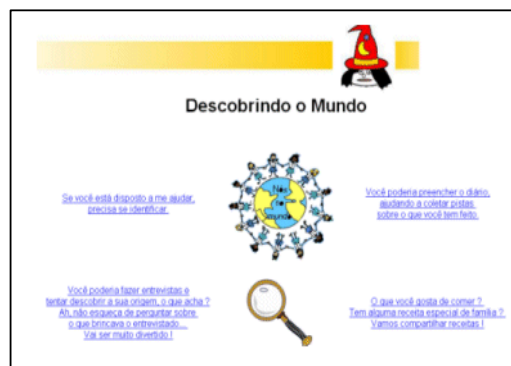 Descobrindo o Mundo
Se você está disposto a me ajudar,
precisa se identificar.
Nós
no
mundo
Você poderia preencher o diário,
ajudando a coletar pistas
sobre o que você tem feito.
Você poderia fazer entrevistas e
tentar descobrir a sua origem, o que acha ?
Ah, não esqueça de perguntar sobre
o que brincava o entrevistado...
Vai ser muito divertido !
O que você gosta de comer ?
Tem alguma receita especial de família ?
Vamos compartilhar receitas !